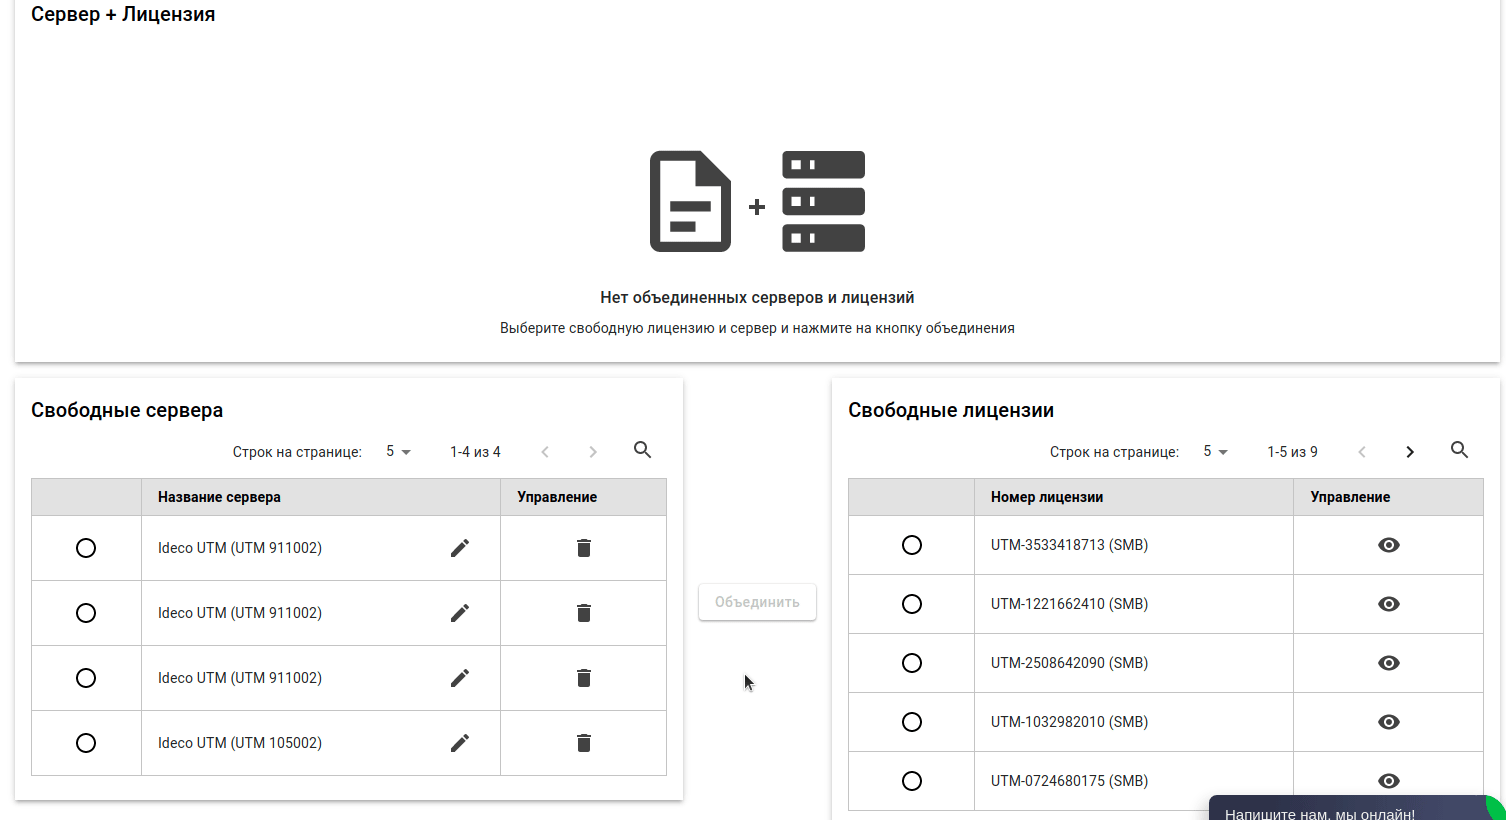 Сервер + Лицензия
+
Нет объединенных серверов и лицензий
Выберите свободную лицензию и сервер и нажмите на кнопку объединения
Свободные сервера
Строк на странице: 5 1-4 из 4
Название сервера Управление
Ideco UTM (UTM 911002)
Ideco UTM (UTM 911002)
Ideco UTM (UTM 911002)
Ideco UTM (UTM 105002)
Объединить
Свободные лицензии
Строк на странице: 5 1-5 из 9
Номер лицензии Управление
UTM-3533418713 (SMB)
UTM-1221662410 (SMB)
UTM-2508642090 (SMB)
UTM-1032982010 (SMB)
UTM-0724680175 (SMB)
Напишите нам, мы онлайн!